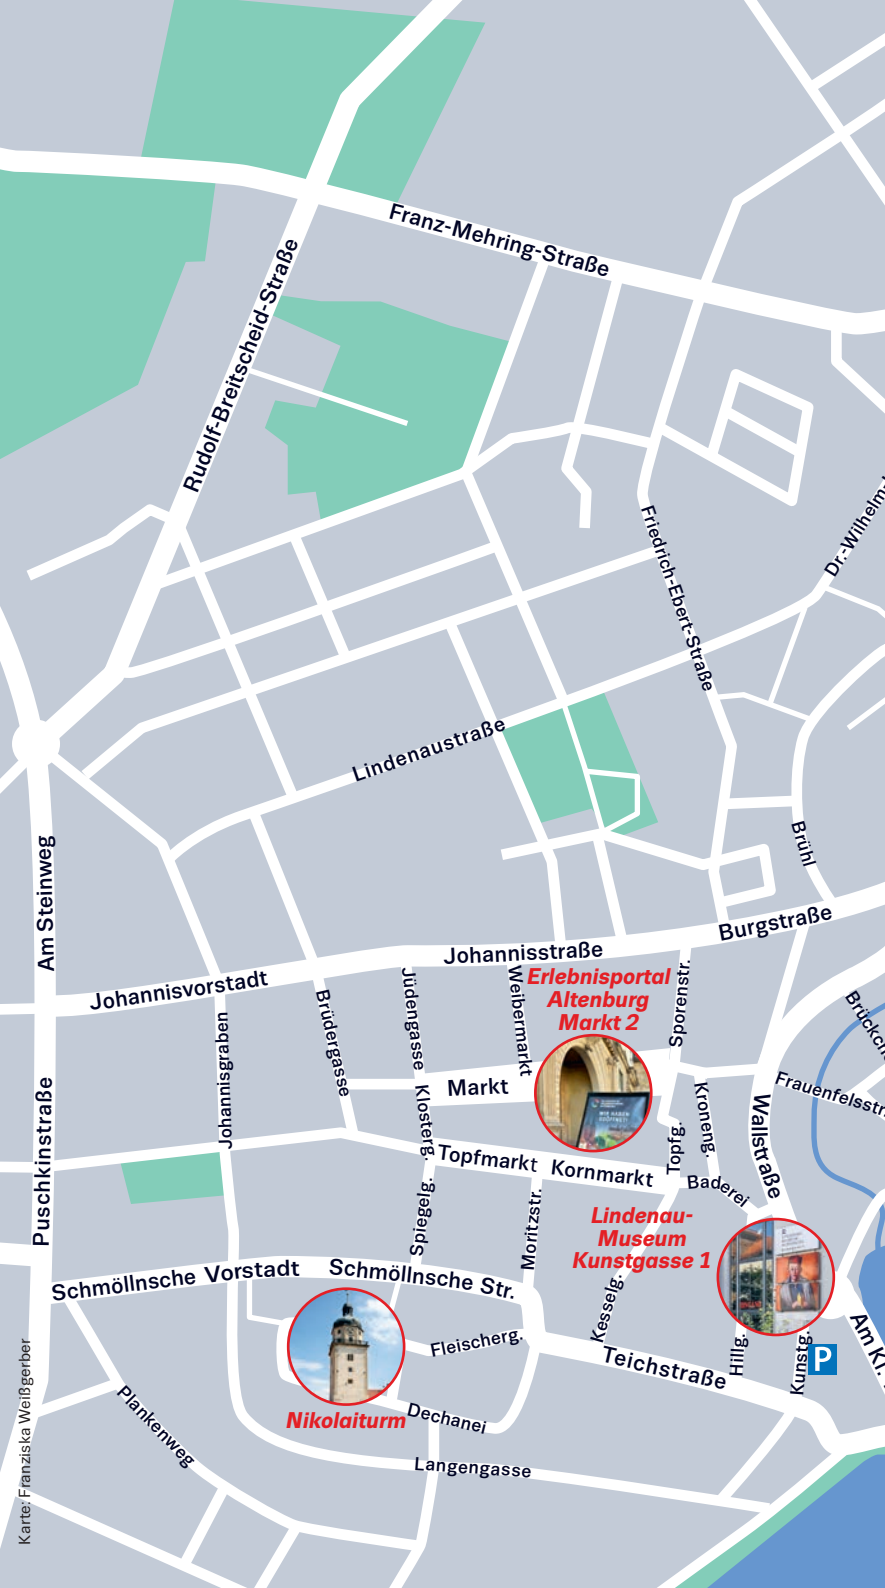 Franz-Mehring-Straße
Rudolf-Breitscheid-Straße
Dr.-Wilhelm-
Friedrich-Ebert-Straße
Lindenaustraße
Brühl
Am Steinweg
Burgstraße
Johannisstraße
Johannisvorstadt
Erlebnisportal
Altenburg
Markt 2
Jüdengasse
Weibermarkt
Sporenstr.
Brückch
Brüdergasse
Johannisgraben
Markt
Klosterg.
Kroneng.
Frauenfelsstr.
Wallstraße
Puschkinstraße
Topfmarkt
Kornmarkt
Topfg.
Baderei
Spiegelg.
Moritzstr.
Lindenau-
Museum
Kunstgasse 1
Schmöllnsche Vorstadt
Schmöllnsche Str.
Kesselg.
Fleischerg.
Teichstraße
Hillg.
Kunstg.
P
Am Kl.
Nikolaiturm
Dechanei
Plankenweg
Langengasse
Karte: Franziska Weißgerber